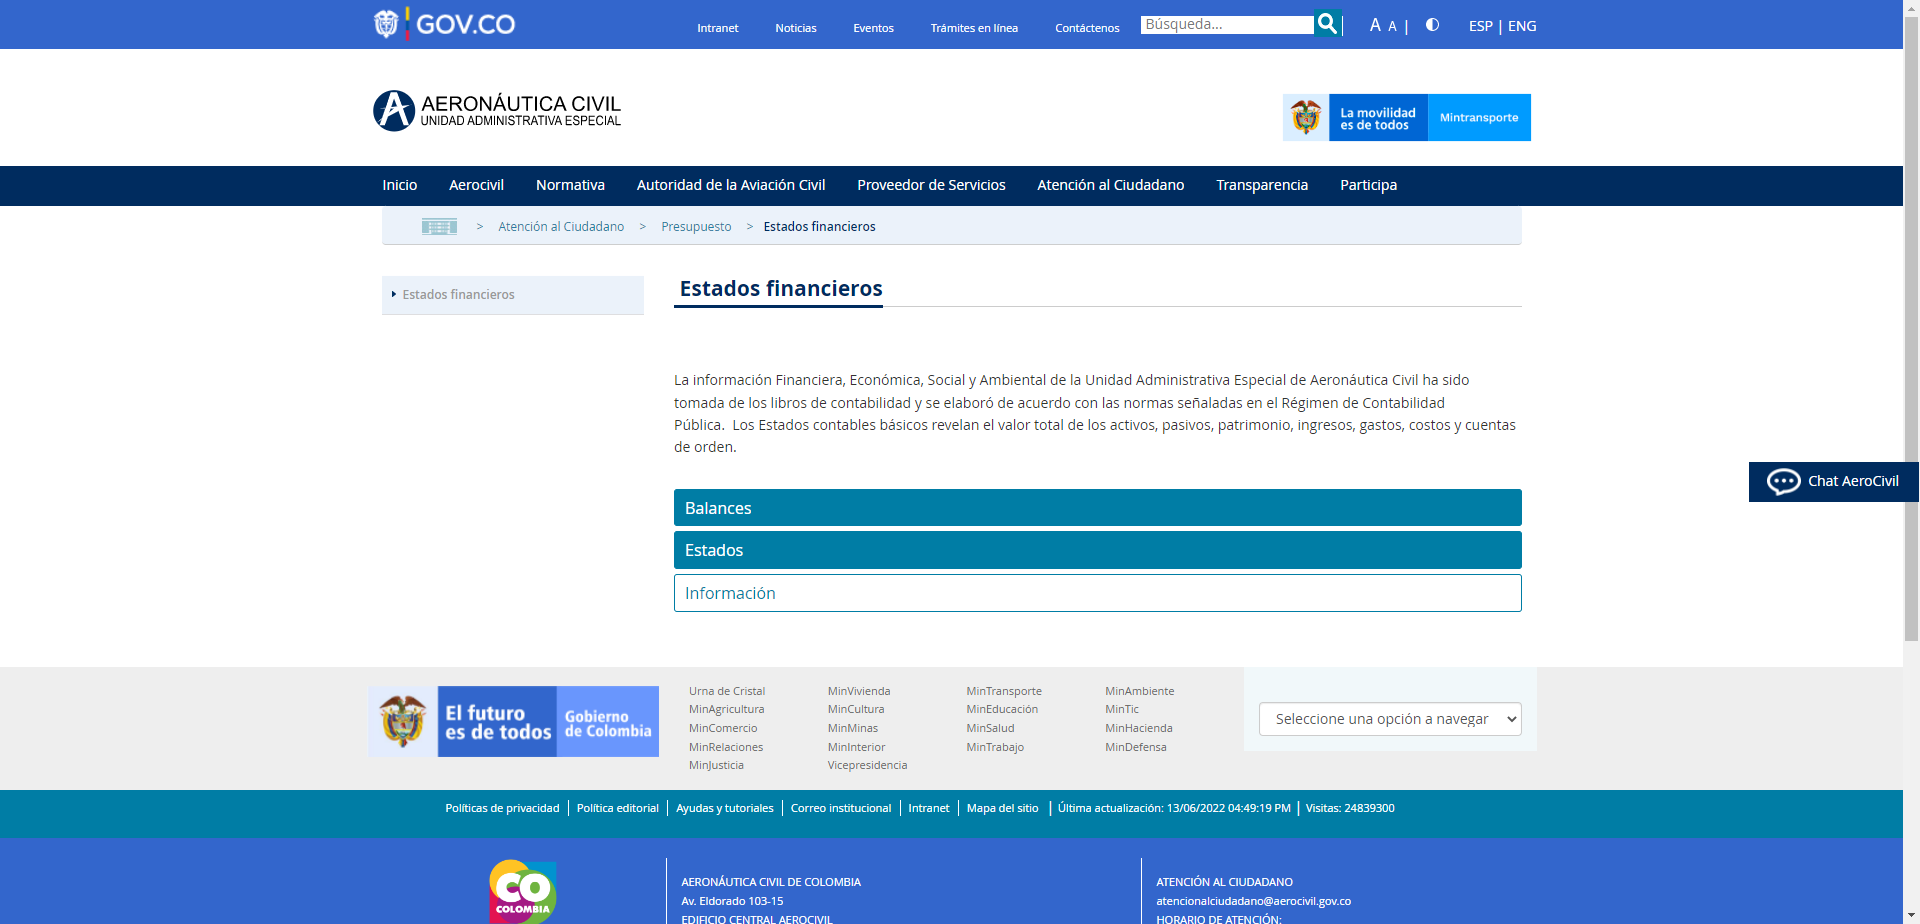 GOV.CO
Intranet
Noticias
Eventos
Trámites en línea
Contáctenos
Búsqueda...
A A |
ESP | ENG
AERONÁUTICA CIVIL
UNIDAD ADMINISTRATIVA ESPECIAL
La movilidad
es de todos
Mintransporte
Inicio
Aerocivil
Normativa
Autoridad de la Aviación Civil
Proveedor de Servicios
Atención al Ciudadano
Transparencia
Participa
> Atención al Ciudadano > Presupuesto > Estados financieros
Estados financieros
Estados financieros
La información Financiera, Económica, Social y Ambiental de la Unidad Administrativa Especial de Aeronáutica Civil ha sido
tomada de los libros de contabilidad y se elaboró de acuerdo con las normas señaladas en el Régimen de Contabilidad
Pública.  Los Estados contables básicos revelan el valor total de los activos, pasivos, patrimonio, ingresos, gastos, costos y cuentas
de orden.
Chat AeroCivil
Balances
Estados
Información
El futuro
es de todos
Gobierno
de Colombia
Urna de Cristal
MinAgricultura
MinComercio
MinRelaciones
MinJusticia
MinVivienda
MinCultura
MinMinas
MinInterior
Vicepresidencia
MinTransporte
MinEducación
MinSalud
MinTrabajo
MinAmbiente
MinTic
MinHacienda
MinDefensa
Seleccione una opción a navegar
Políticas de privacidad | Política editorial | Ayudas y tutoriales | Correo institucional | Intranet | Mapa del sitio | Última actualización: 13/06/2022 04:49:19 PM | Visitas: 24839300
CO
COLOMBIA
AERONÁUTICA CIVIL DE COLOMBIA
Av. Eldorado 103-15
EDIFICIO CENTRAL AEROCIVIL
ATENCIÓN AL CIUDADANO
atencionalciudadano@aerocivil.gov.co
HORARIO DE ATENCIÓN: